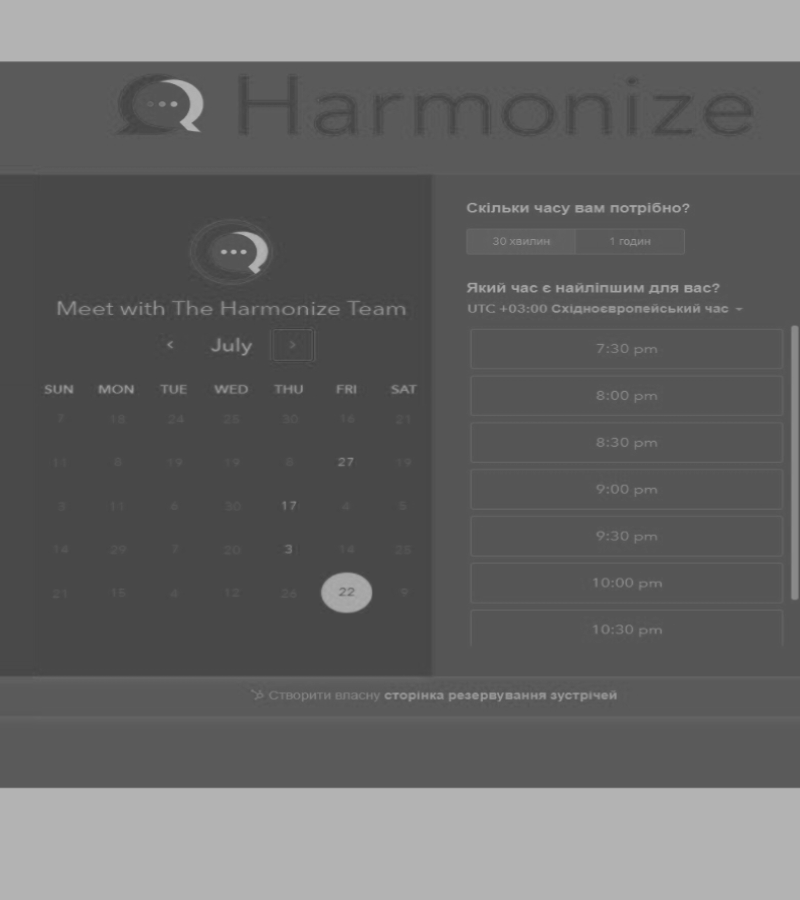 Harmonize
Meet with The Harmonize Team
‹ July ›
SUN MON TUE WED THU FRI SAT
7 18 24 25 30 16 21
11 8 19 19 8 27 19
3 11 6 30 17 4 5
14 29 7 20 3 14 25
21 15 4 12 26 22 9
Скільки часу вам потрібно?
30 хвилин 1 годин
Який час є найліпшим для вас?
UTC +03:00 Східноєвропейський час
7:30 pm
8:00 pm
8:30 pm
9:00 pm
9:30 pm
10:00 pm
10:30 pm
Створити власну сторінка резервування зустрічей